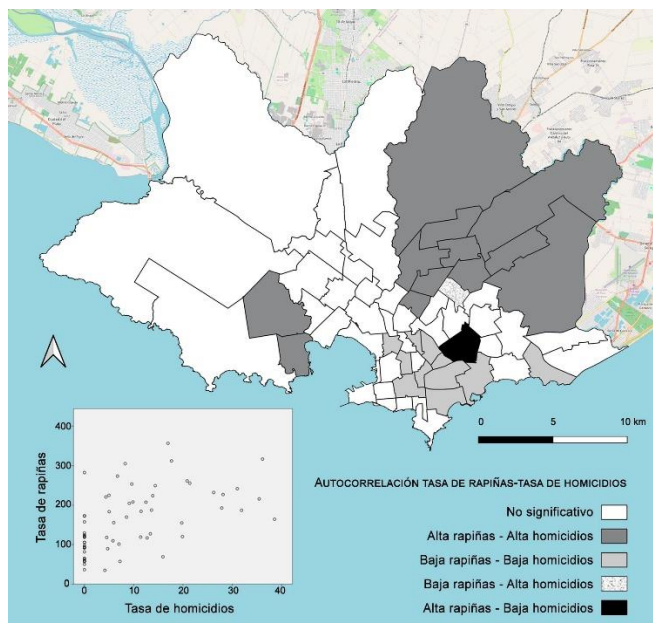 0 5 10 km
400
300
200
100
0
Tasa de rapiñas
0 10 20 30 40
Tasa de homicidios
AUTOCORRELACIÓN TASA DE RAPIÑAS-TASA DE HOMICIDIOS
No significativo
Alta rapiñas - Alta homicidios
Baja rapiñas - Baja homicidios
Baja rapiñas - Alta homicidios
Alta rapiñas - Baja homicidios